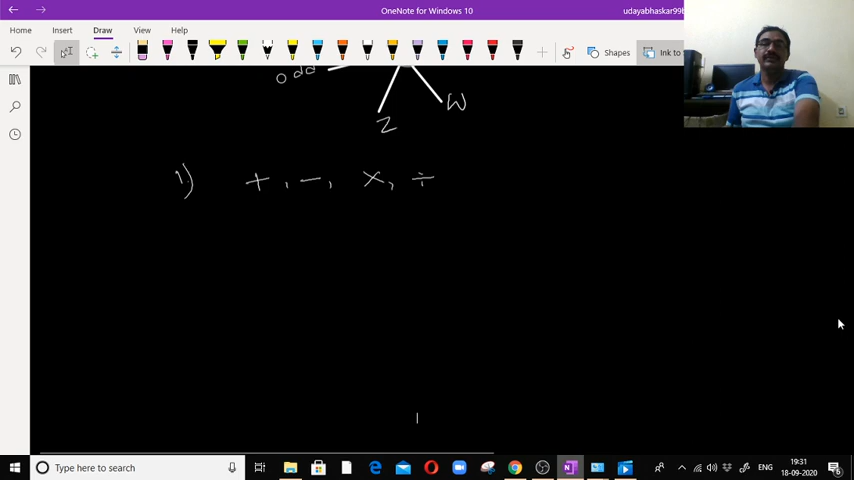 OneNote for Windows 10
Home Insert Draw View Help
Shapes Ink to
odd
Z
W
1) +, -, ×, ÷
Type here to search
ENG
19:31
18-09-2020